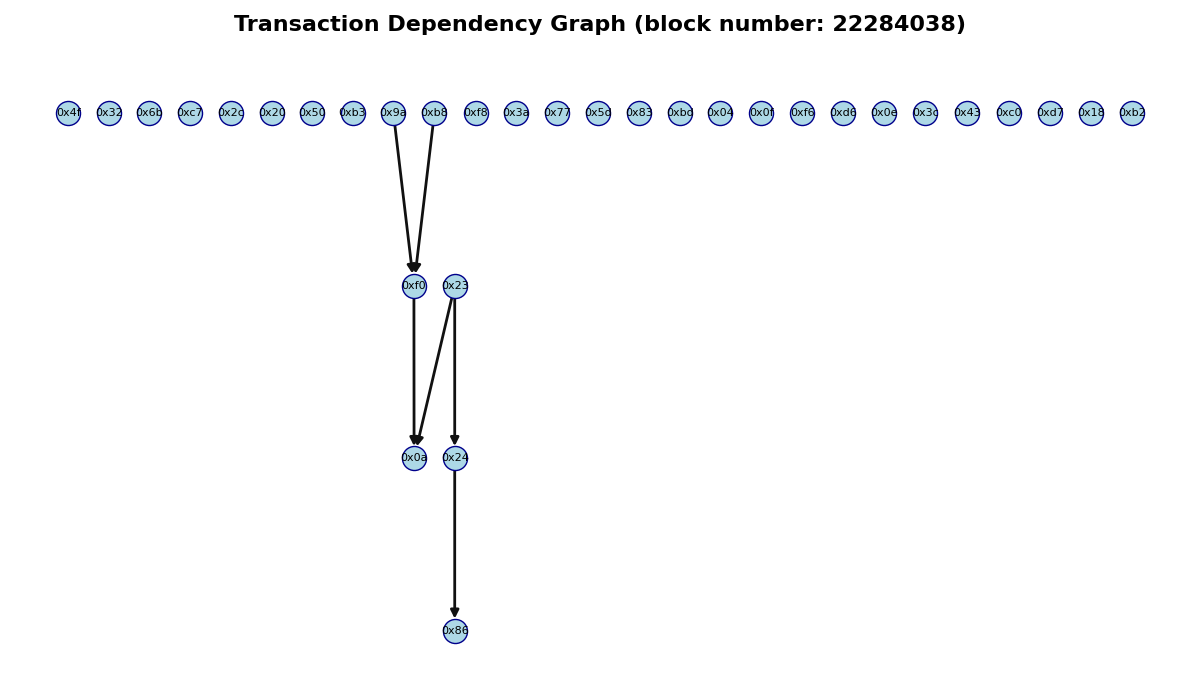 Transaction Dependency Graph (block number: 22284038)
0x4f 0x32 0x6b 0xc7 0x2c 0x20 0x50 0xb3 0x9a 0xb8 0xf8 0x3a 0x77 0x5d 0x83 0xbd 0x04 0x0f 0xf6 0xd6 0x0e 0x3c 0x43 0xc0 0xd7 0x18 0xb2
0xf0 0x23
0x0a 0x24
0x86